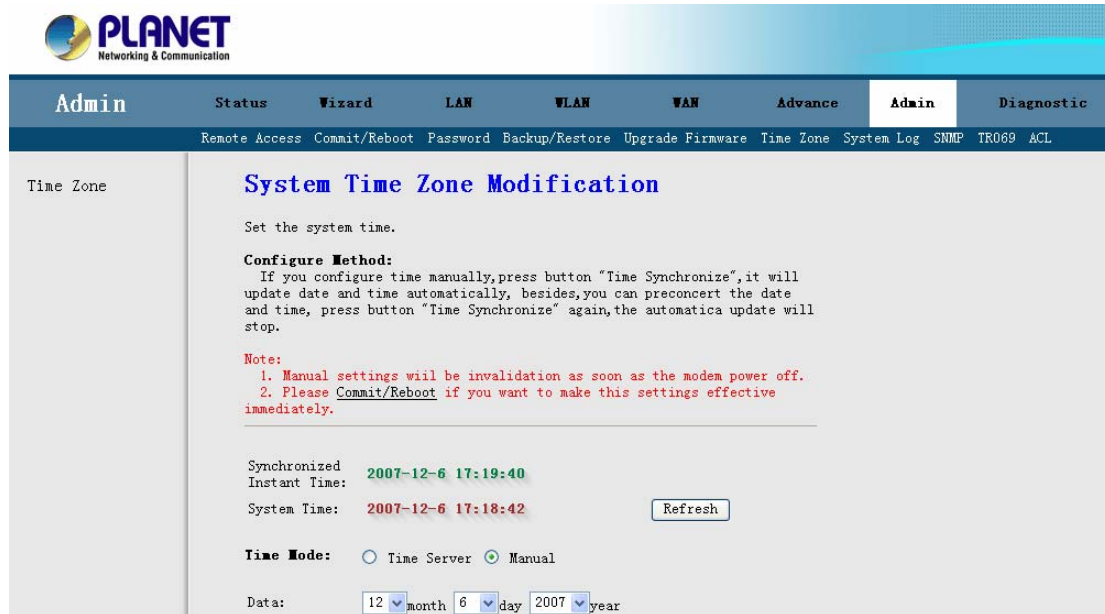 PLANET
Networking & Communication
Admin
Status Wizard LAN WLAN WAN Advance Admin Diagnostic
Remote Access Commit/Reboot Password Backup/Restore Upgrade Firmware Time Zone System Log SNMP TR069 ACL
Time Zone
System Time Zone Modification
Set the system time.
Configure Method:
If you configure time manually,press button "Time Synchronize",it will
update date and time automatically, besides,you can preconcert the date
and time, press button "Time Synchronize" again,the automatica update will
stop.
Note:
1. Manual settings wiil be invalidation as soon as the modem power off.
2. Please Commit/Reboot if you want to make this settings effective
immediately.
Synchronized
Instant Time: 2007-12-6 17:19:40
System Time: 2007-12-6 17:18:42 Refresh
Time Mode: Time Server Manual
Data: 12 month 6 day 2007 year